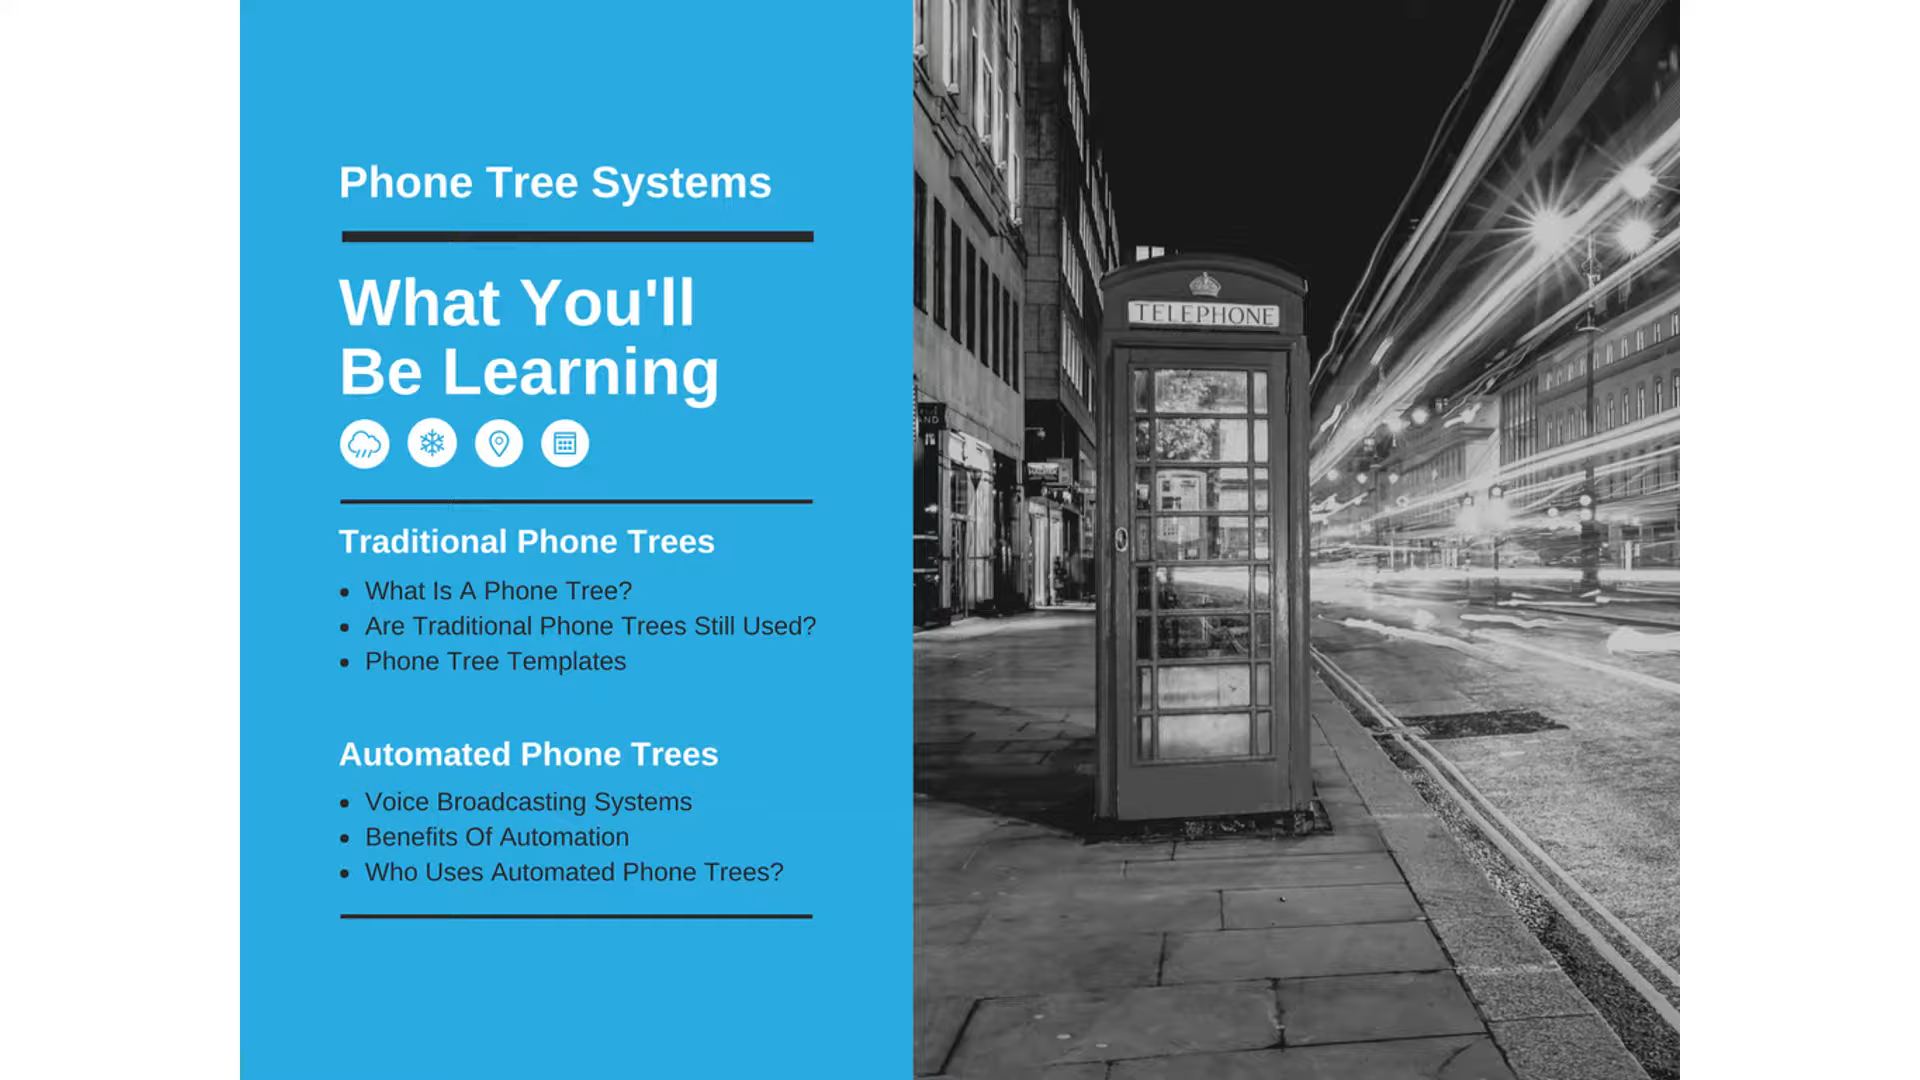 Phone Tree Systems
What You'll
Be Learning
Traditional Phone Trees
• What Is A Phone Tree?
• Are Traditional Phone Trees Still Used?
• Phone Tree Templates
Automated Phone Trees
• Voice Broadcasting Systems
• Benefits Of Automation
• Who Uses Automated Phone Trees?
TELEPHONE